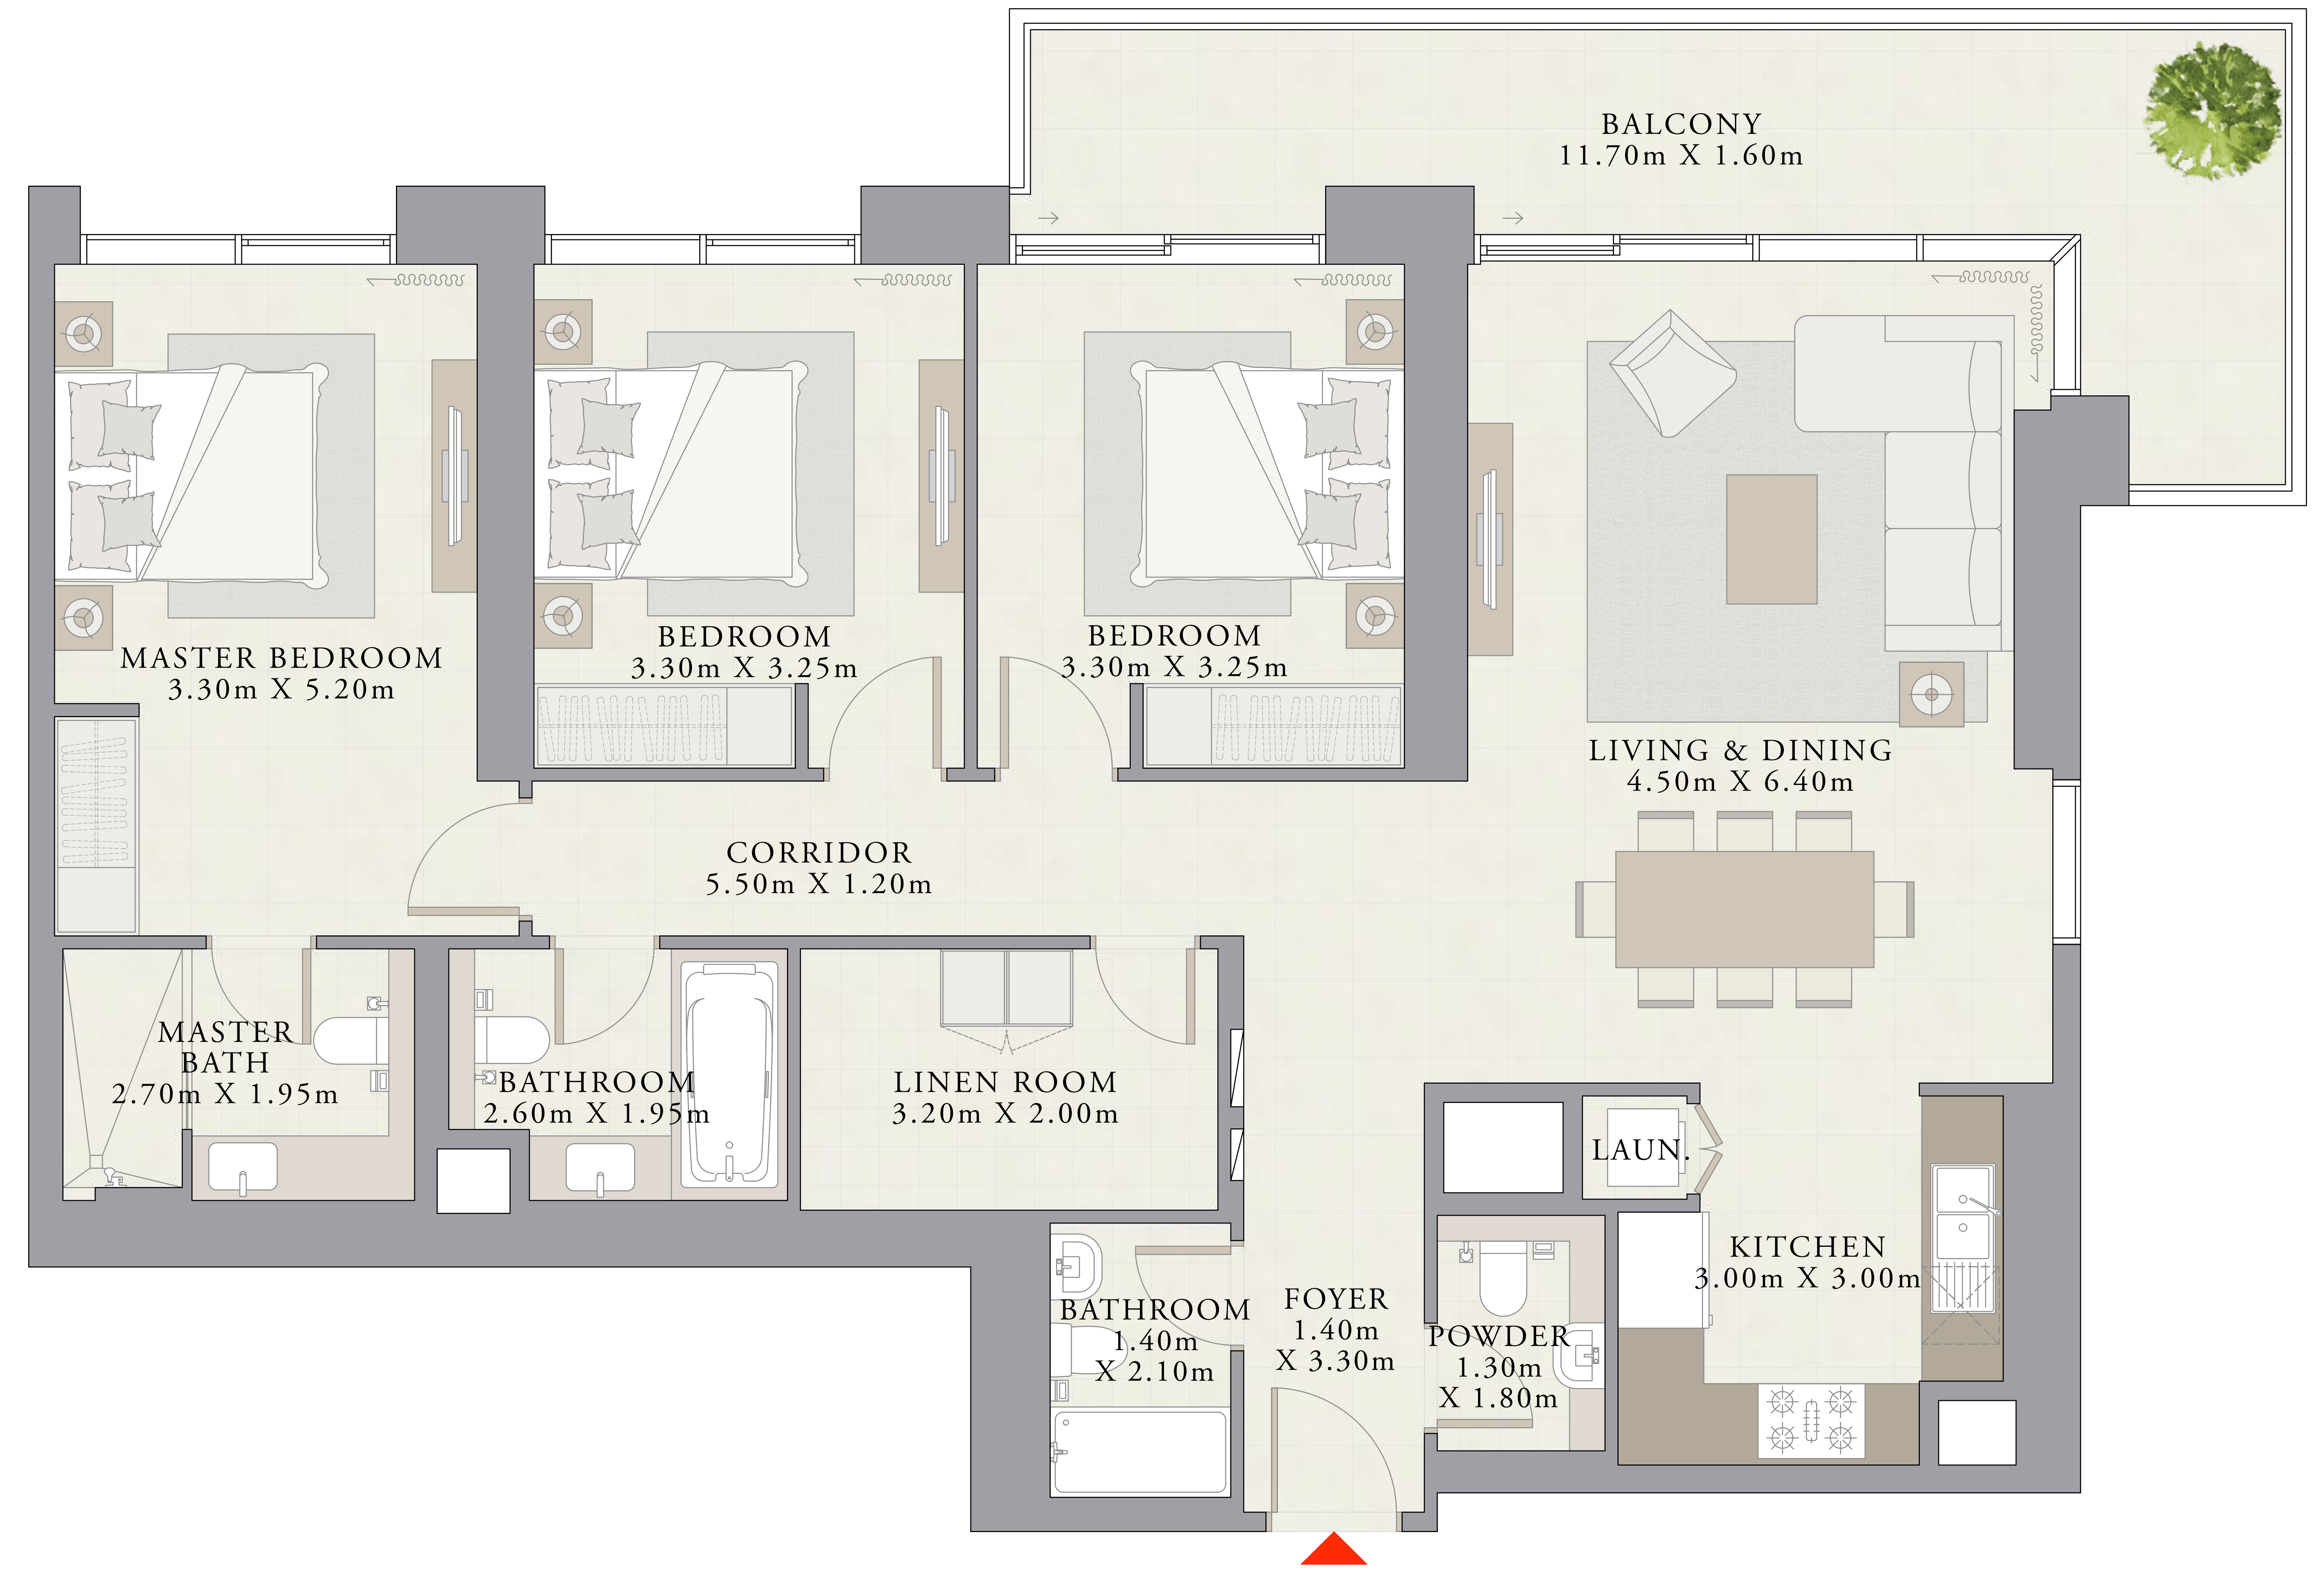 BALCONY
11.70m X 1.60m
MASTER BEDROOM
3.30m X 5.20m
BEDROOM
3.30m X 3.25m
BEDROOM
3.30m X 3.25m
LIVING & DINING
4.50m X 6.40m
CORRIDOR
5.50m X 1.20m
MASTER
BATH
2.70m X 1.95m
BATHROOM
2.60m X 1.95m
LINEN ROOM
3.20m X 2.00m
LAUN.
KITCHEN
3.00m X 3.00m
BATHROOM
1.40m
X 2.10m
FOYER
1.40m
X 3.30m
POWDER
1.30m
X 1.80m